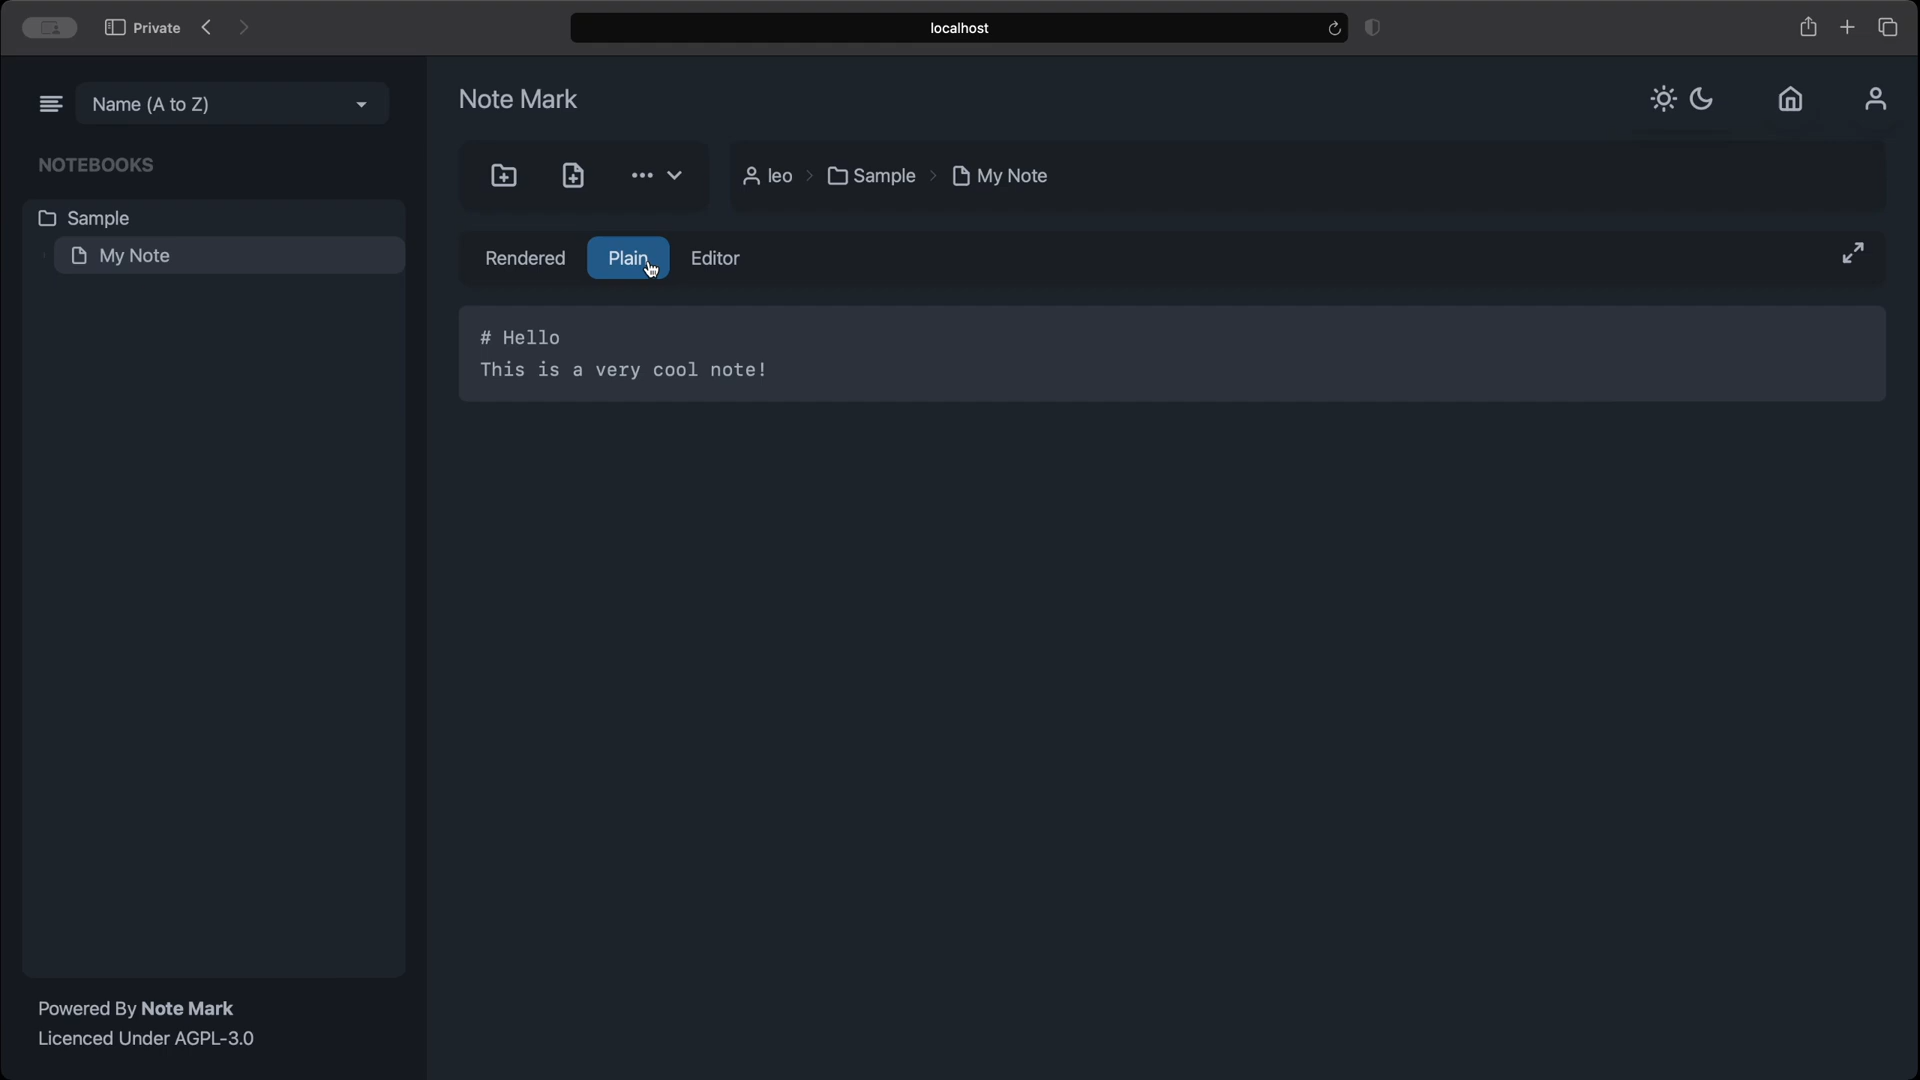 Private
localhost
Name (A to Z)
NOTEBOOKS
Sample
My Note
Powered By Note Mark
Licenced Under AGPL-3.0
Note Mark
leo > Sample > My Note
Rendered Plain Editor
# Hello
This is a very cool note!